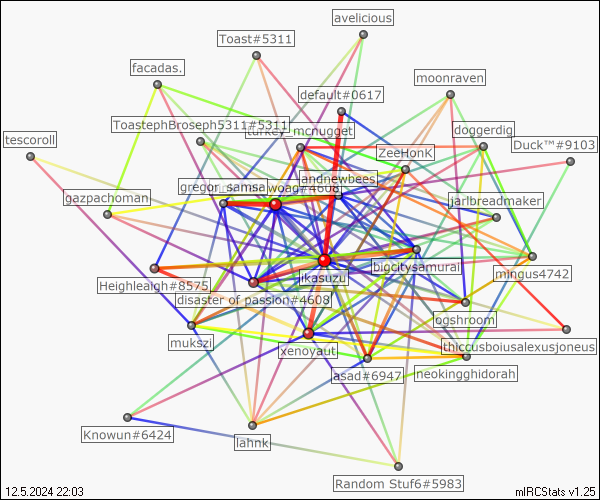 avelicious
Toast#5311
facadas.
moonraven
default#0617
ToastephBroseph5311#5311
turkey_mcnugget
doggerdig
tescoroll
Duck™#9103
ZeeHonK
andnewbees
gregor_samsa
woag#4608
gazpachoman
jarlbreadmaker
bigcitysamurai
jikasuzu
mingus4742
Heighleaigh#8575
disaster of passion#4608
ooshroom
mukszi
xenoyaut
thiccusboiusalexusjoneus
asad#6947
neokingghidorah
Knowun#6424
lahnk
Random Stuf6#5983
12.5.2024 22:03
mIRCStats v1.25